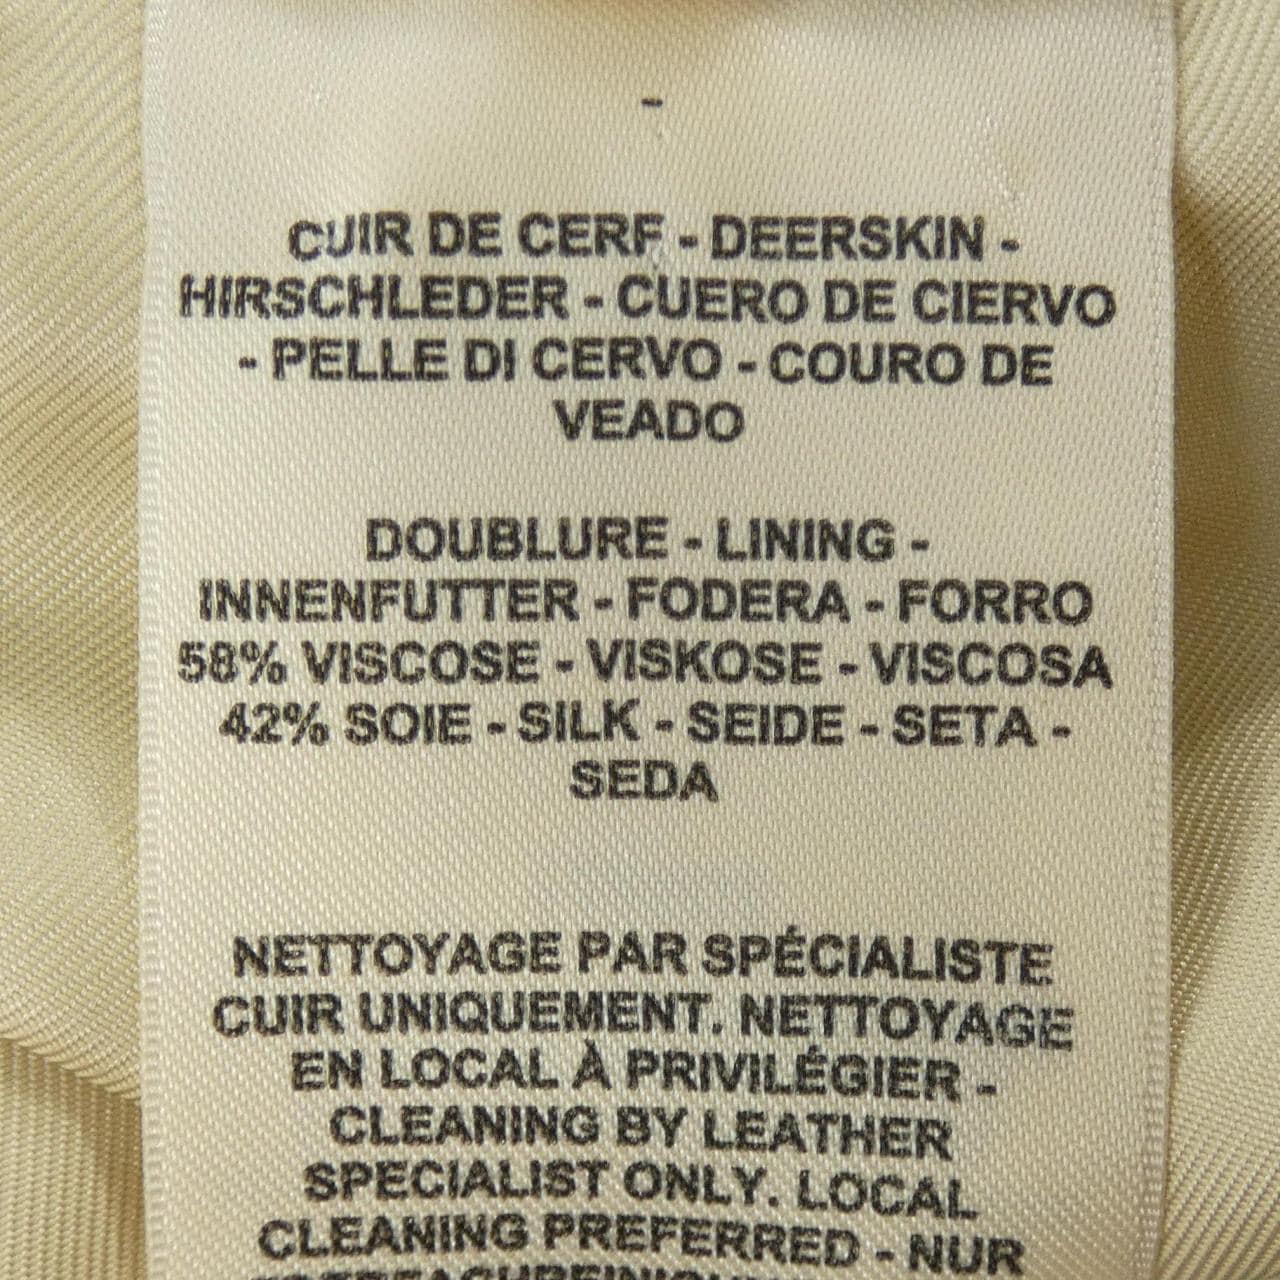 -
CUIR DE CERF - DEERSKIN -
HIRSCHLEDER - CUERO DE CIERVO
- PELLE DI CERVO - COURO DE
VEADO
DOUBLURE - LINING -
INNENFUTTER - FODERA - FORRO
58% VISCOSE - VISKOSE - VISCOSA
42% SOIE - SILK - SEIDE - SETA -
SEDA
NETTOYAGE PAR SPÉCIALISTE
CUIR UNIQUEMENT. NETTOYAGE
EN LOCAL À PRIVILÉGIER -
CLEANING BY LEATHER
SPECIALIST ONLY. LOCAL
CLEANING PREFERRED - NUR